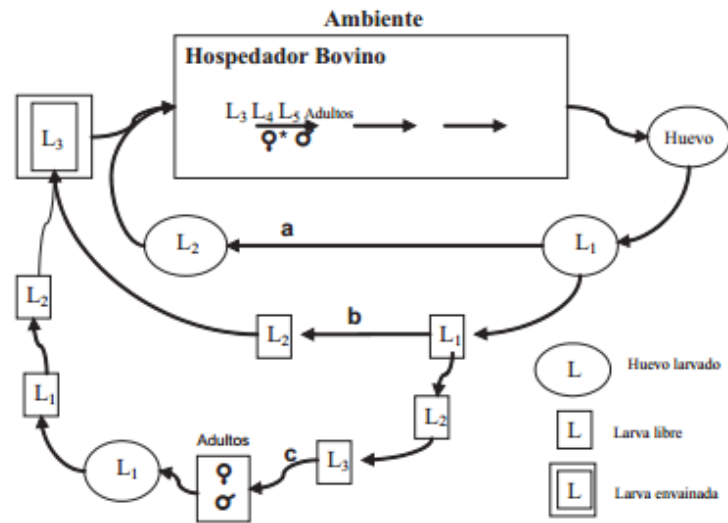 Ambiente
Hospedador Bovino
L3 L4 L5 Adultos
♀* ♂
L3
Huevo
L2
a
L1
L2
L2
b
L1
L1
L2
L1
Adultos
♀
♂
c
L3
L Huevo larvado
L Larva libre
L Larva envainada